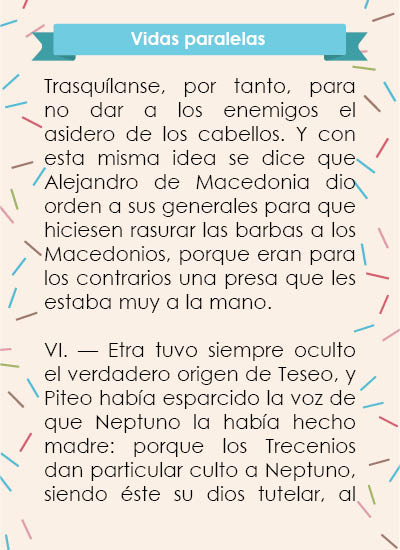 Vidas paralelas
Trasquílanse, por tanto, para
no dar a los enemigos el
asidero de los cabellos. Y con
esta misma idea se dice que
Alejandro de Macedonia dio
orden a sus generales para que
hiciesen rasurar las barbas a los
Macedonios, porque eran para
los contrarios una presa que les
estaba muy a la mano.
VI. — Etra tuvo siempre oculto
el verdadero origen de Teseo, y
Piteo había esparcido la voz de
que Neptuno la había hecho
madre: porque los Trecenios
dan particular culto a Neptuno,
siendo éste su dios tutelar, al